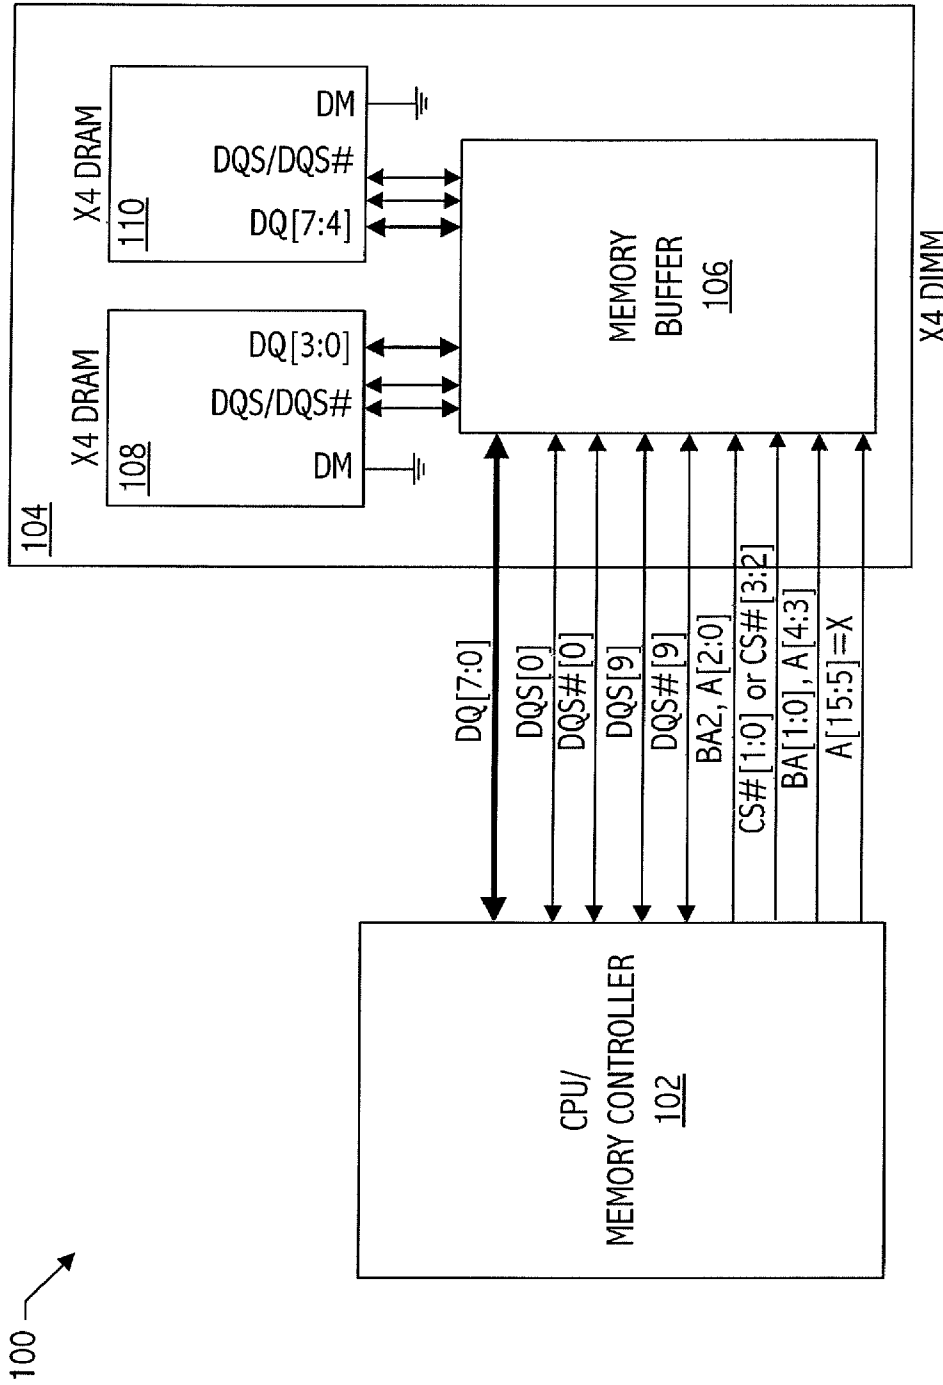 100
CPU/
MEMORY CONTROLLER
102
DQ[7:0]
DQS[0]
DQS#[0]
DQS[9]
DQS#[9]
BA2, A[2:0]
CS#[1:0] or CS#[3:2]
BA[1:0], A[4:3]
A[15:5]=X
104
X4 DRAM
108
DM
DQS/DQS#
DQ[3:0]
X4 DRAM
110
DQ[7:4]
DQS/DQS#
DM
MEMORY
BUFFER
106
X4 DIMM